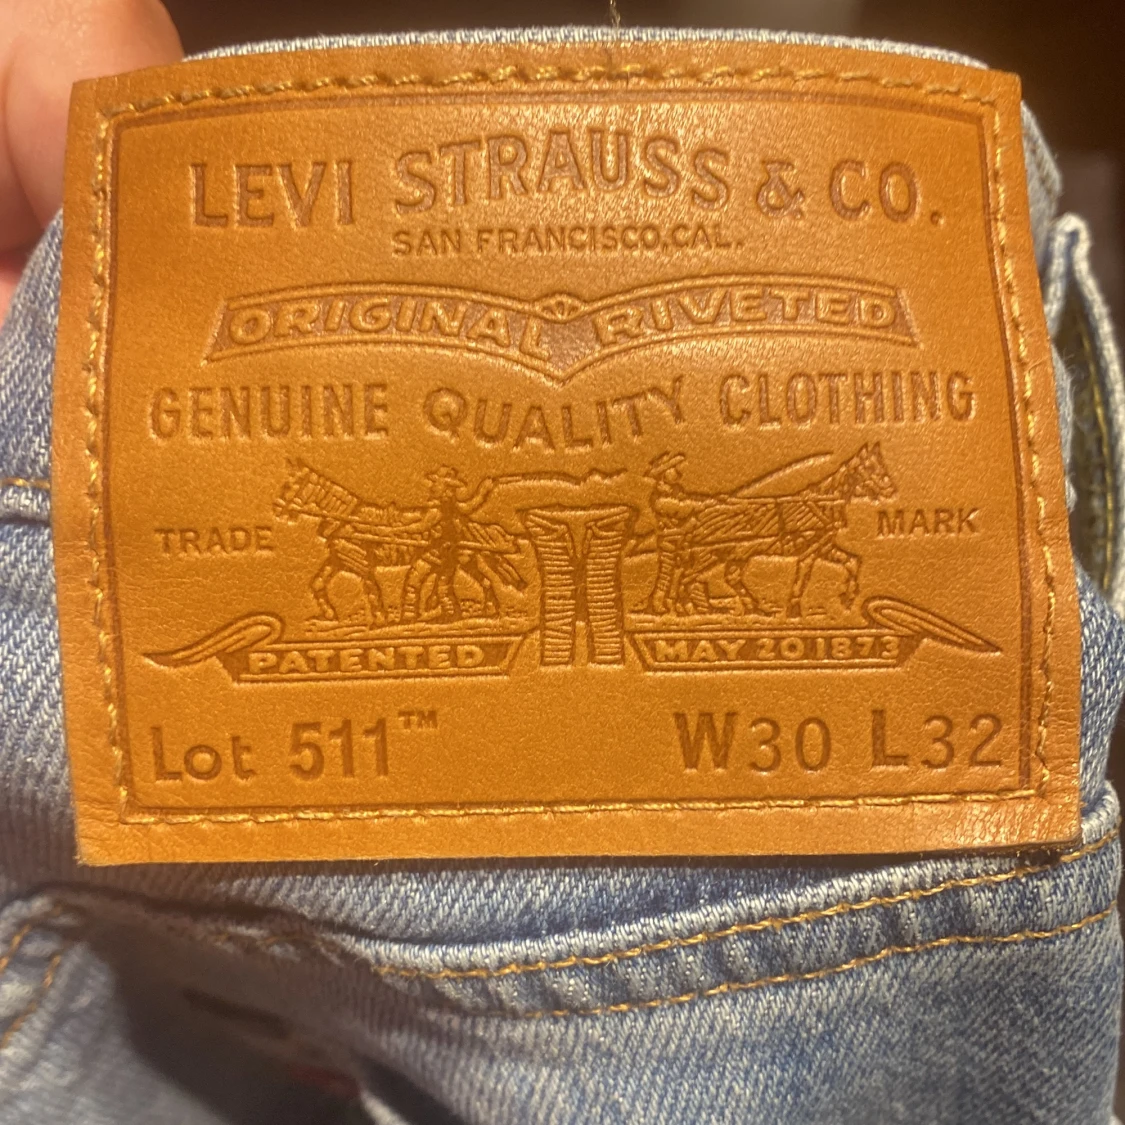 LEVI STRAUSS & CO.
SAN FRANCISCO, CAL.
ORIGINAL RIVETED
GENUINE QUALITY CLOTHING
TRADE MARK
PATENTED MAY 20 1873
Lot 511™ W30 L32